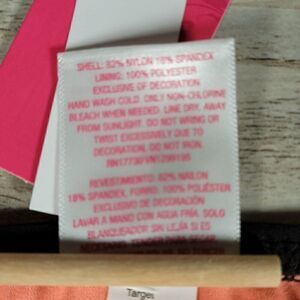 SHELL: 82% NYLON 18% SPANDEX
LINING: 100% POLYESTER
EXCLUSIVE OF DECORATION
HAND WASH COLD. ONLY NON-CHLORINE
BLEACH WHEN NEEDED. LINE DRY, AWAY
FROM SUNLIGHT. DO NOT WRING OR
TWIST EXCESSIVELY DUE TO
DECORATION, DO NOT IRON.
RN17730 VN1299195
REVESTIMIENTO: 82% NAILON
18% SPANDEX, FORRO: 100% POLIÉSTER
EXCLUSIVO DE DECORACIÓN
LAVAR A MANO CON AGUA FRÍA. SOLO
BLANQUEADOR SIN LEJÍA SI ES
Target